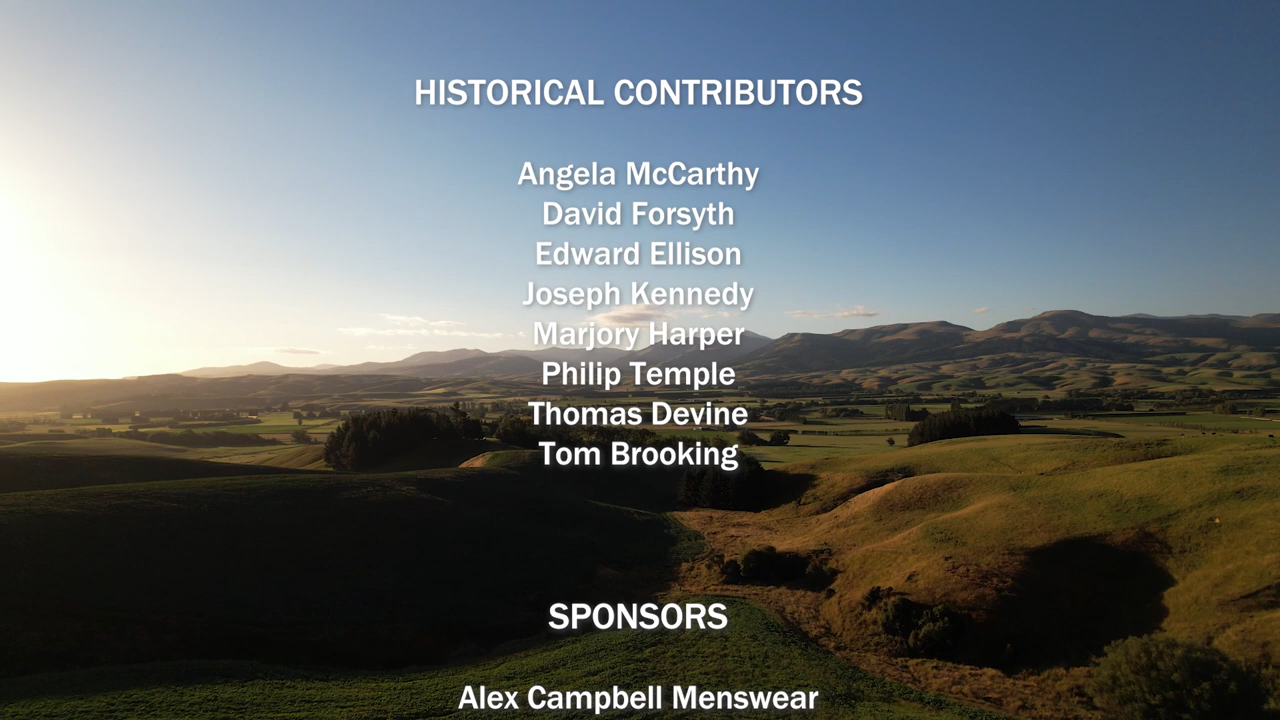 HISTORICAL CONTRIBUTORS
Angela McCarthy
David Forsyth
Edward Ellison
Joseph Kennedy
Marjory Harper
Philip Temple
Thomas Devine
Tom Brooking
SPONSORS
Alex Campbell Menswear